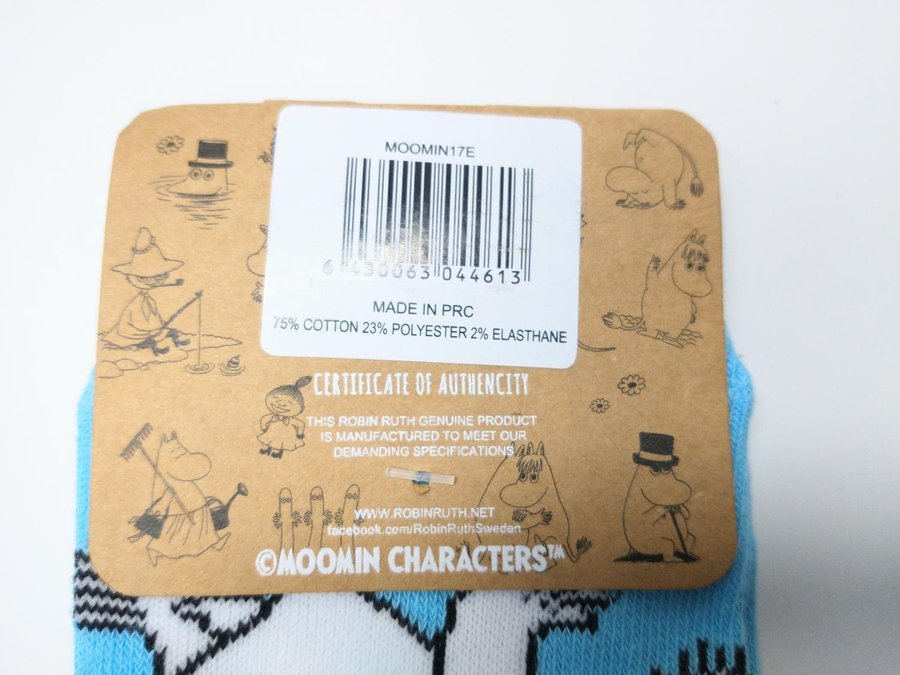 MOOMIN17E
6 430063 044613
MADE IN PRC
75% COTTON 23% POLYESTER 2% ELASTHANE
CERTIFICATE OF AUTHENCITY
THIS ROBIN RUTH GENUINE PRODUCT
IS MANUFACTURED TO MEET OUR
DEMANDING SPECIFICATIONS
WWW.ROBINRUTH.NET
facebook.com/RobinRuthSweden
©MOOMIN CHARACTERS™